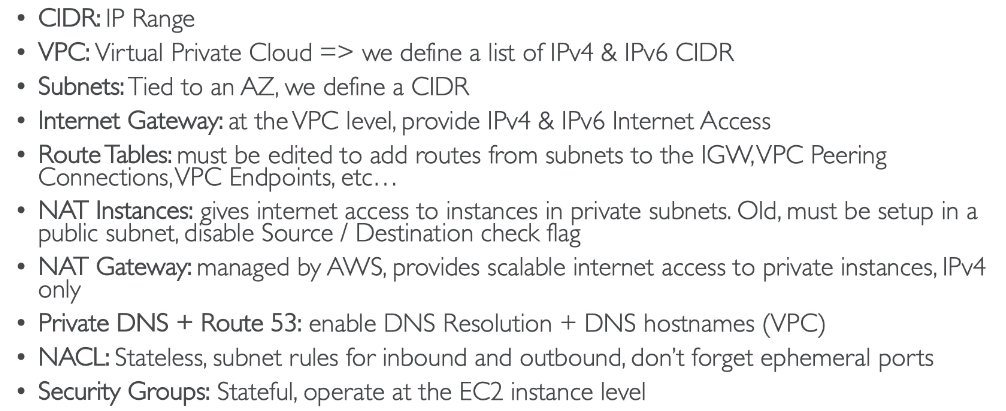 • CIDR: IP Range
• VPC: Virtual Private Cloud => we define a list of IPv4 & IPv6 CIDR
• Subnets: Tied to an AZ, we define a CIDR
• Internet Gateway: at the VPC level, provide IPv4 & IPv6 Internet Access
• Route Tables: must be edited to add routes from subnets to the IGW, VPC Peering
Connections, VPC Endpoints, etc…
• NAT Instances: gives internet access to instances in private subnets. Old, must be setup in a
public subnet, disable Source / Destination check flag
• NAT Gateway: managed by AWS, provides scalable internet access to private instances, IPv4
only
• Private DNS + Route 53: enable DNS Resolution + DNS hostnames (VPC)
• NACL: Stateless, subnet rules for inbound and outbound, don't forget ephemeral ports
• Security Groups: Stateful, operate at the EC2 instance level